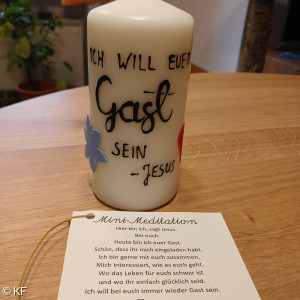 ICH WILL EUER
Gast
SEIN
-JESUS
Mini-Meditation
Hier bin ich, sagt Jesus.
Bei euch.
Heute bin ich euer Gast.
Schön, dass ihr mich eingeladen habt.
Ich bin gerne mit euch zusammen.
Mich interessiert, wie es euch geht.
Wo das Leben für euch schwer ist
und wo ihr einfach glücklich seid.
Ich will bei euch immer wieder Gast sein.
© KF